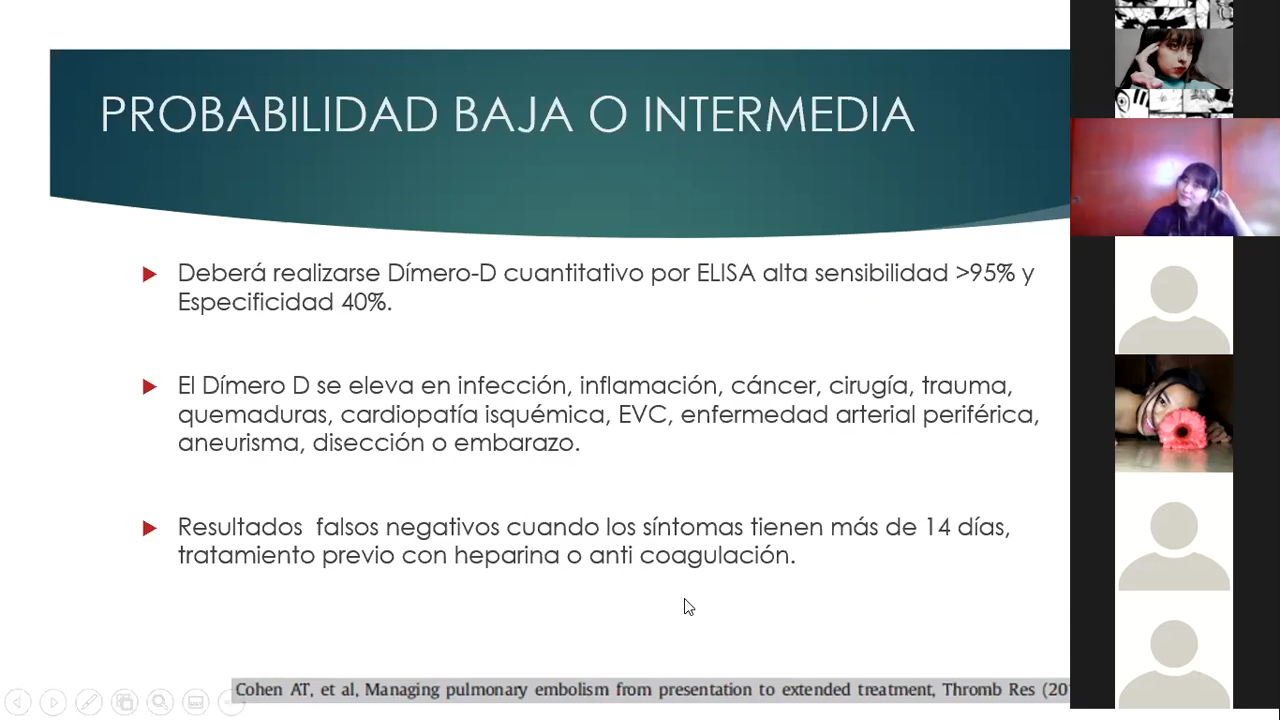 PROBABILIDAD BAJA O INTERMEDIA
Deberá realizarse Dímero-D cuantitativo por ELISA alta sensibilidad >95% y
Especificidad 40%.
El Dímero D se eleva en infección, inflamación, cáncer, cirugía, trauma,
quemaduras, cardiopatía isquémica, EVC, enfermedad arterial periférica,
aneurisma, disección o embarazo.
Resultados falsos negativos cuando los síntomas tienen más de 14 días,
tratamiento previo con heparina o anti coagulación.
Cohen AT, et al, Managing pulmonary embolism from presentation to extended treatment, Thromb Res (20